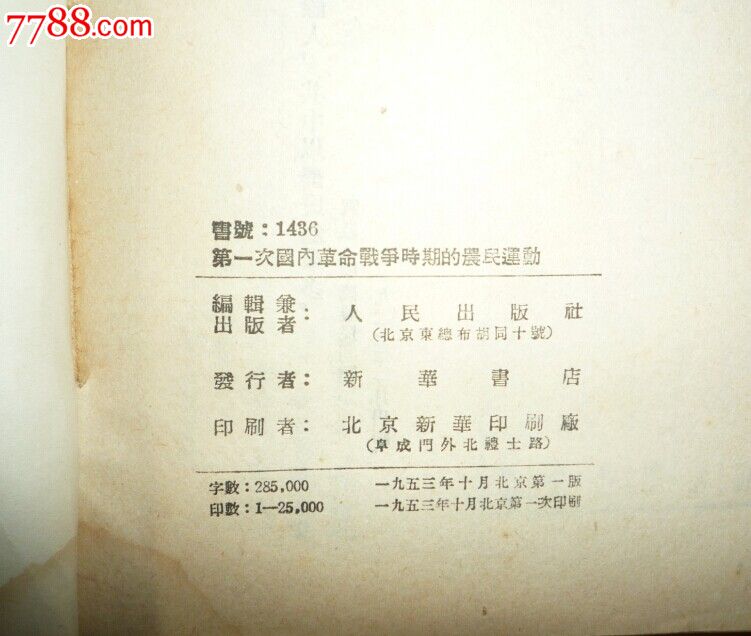 7788.com
書號：1436
第一次國內革命戰爭時期的農民運動
編輯兼
出版者：人民出版社
(北京東總布胡同十號)
發行者：新華書店
印刷者：北京新華印刷廠
(阜成門外北禮士路)
字數：285,000 一九五三年十月北京第一版
印數：1—25,000 一九五三年十月北京第一次印刷